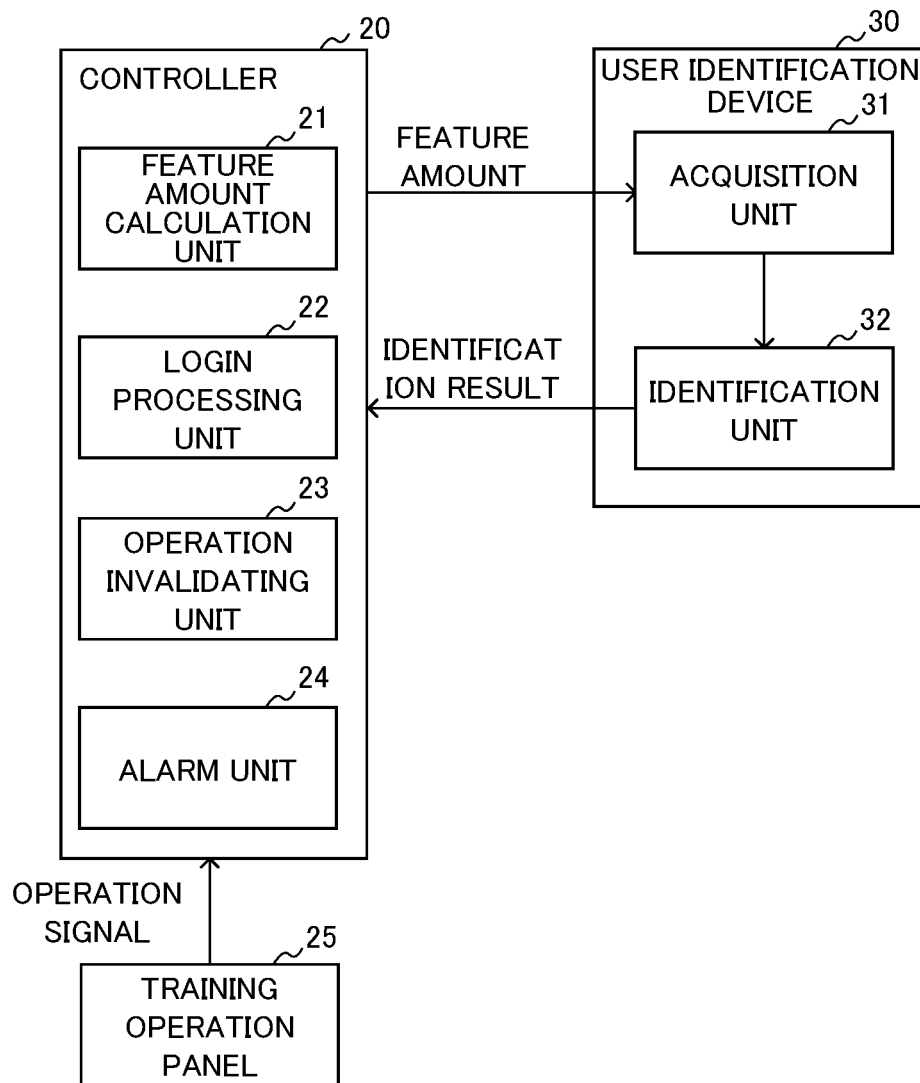 20
CONTROLLER
21
FEATURE
AMOUNT
CALCULATION
UNIT
22
LOGIN
PROCESSING
UNIT
23
OPERATION
INVALIDATING
UNIT
24
ALARM UNIT
FEATURE
AMOUNT
IDENTIFICAT
ION RESULT
30
USER IDENTIFICATION
DEVICE
31
ACQUISITION
UNIT
32
IDENTIFICATION
UNIT
OPERATION
SIGNAL
25
TRAINING
OPERATION
PANEL